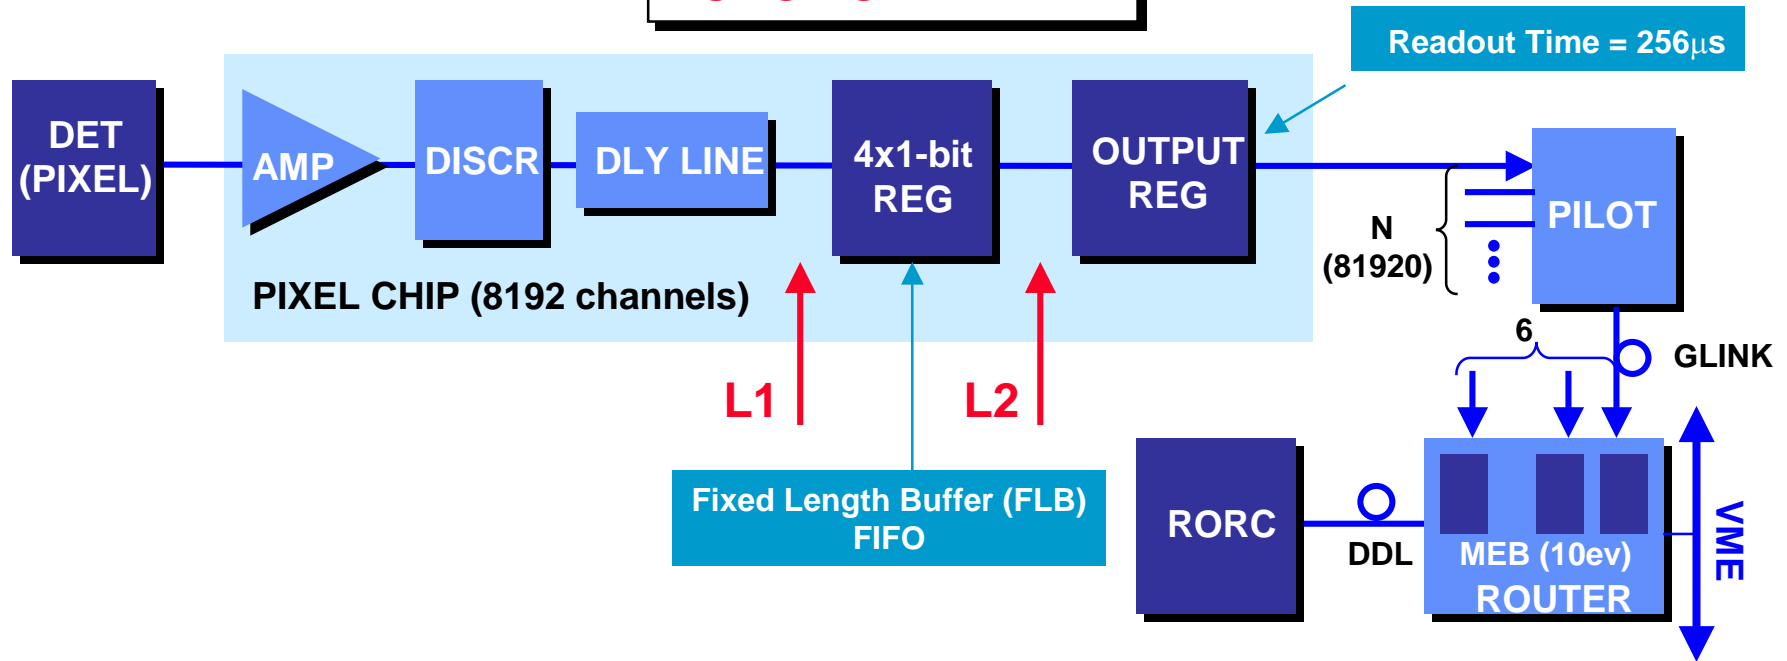 Readout Time = 256μs
DET
(PIXEL)
AMP
DISCR
DLY LINE
4x1-bit
REG
OUTPUT
REG
PILOT
N
(81920)
PIXEL CHIP (8192 channels)
6
GLINK
L1
L2
Fixed Length Buffer (FLB)
FIFO
RORC
DDL
MEB (10ev)
ROUTER
VME